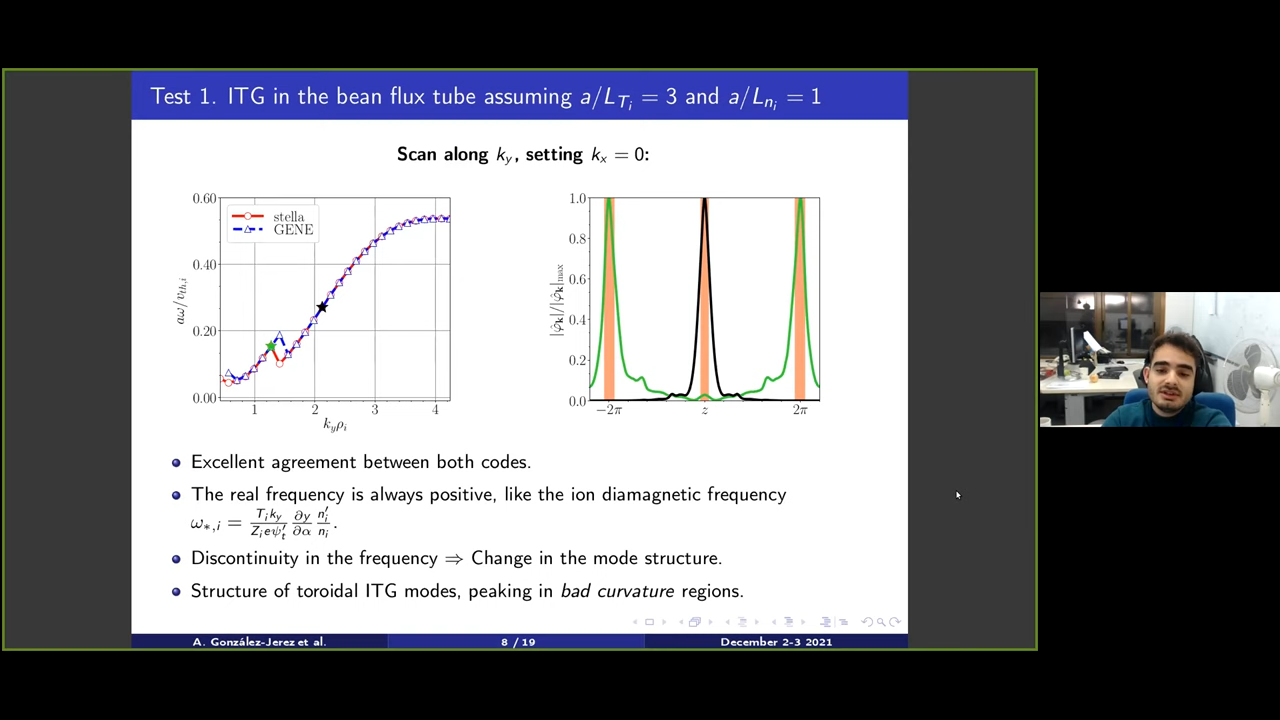 Test 1. ITG in the bean flux tube assuming a/L_{T_i} = 3 and a/L_{n_i} = 1
Scan along k_y, setting k_x = 0:
0.60
0.40
0.20
0.00
aω/v_{th,i}
stella
GENE
1 2 3 4
k_yρ_i
1.0
0.8
0.6
0.4
0.2
0.0
|φ̂_k|/|φ̂_k|_max
−2π z 2π
Excellent agreement between both codes.
The real frequency is always positive, like the ion diamagnetic frequency
ω_{*,i} = \frac{T_i k_y}{Z_i e ψ'_t} \frac{∂y}{∂α} \frac{n'_i}{n_i}.
Discontinuity in the frequency ⇒ Change in the mode structure.
Structure of toroidal ITG modes, peaking in bad curvature regions.
A. González-Jerez et al. 8 / 19 December 2-3 2021